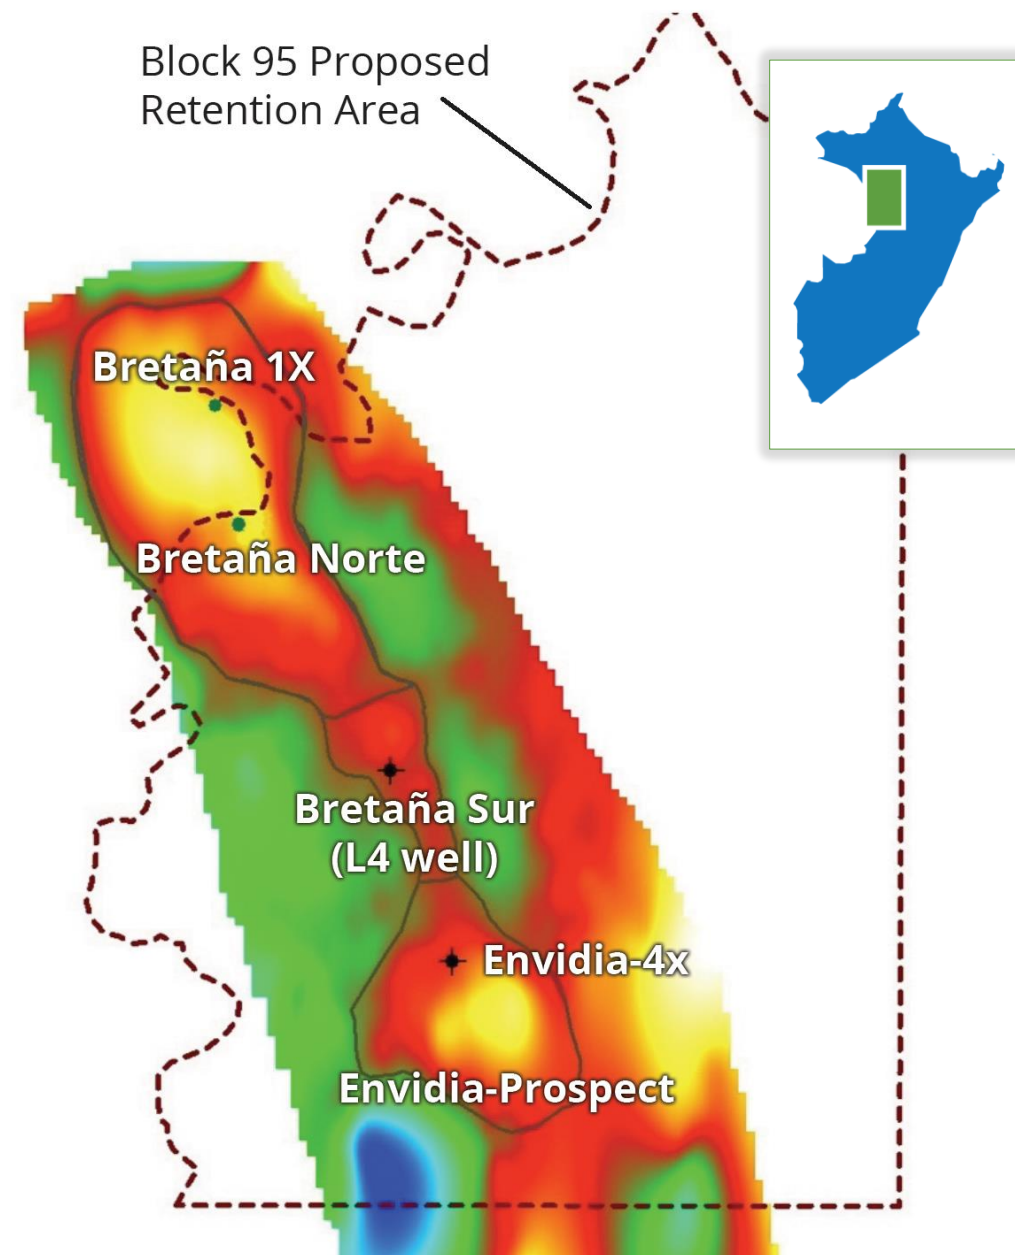 Block 95 Proposed
Retention Area
Bretaña 1X
Bretaña Norte
Bretaña Sur
(L4 well)
Envidia-4x
Envidia-Prospect